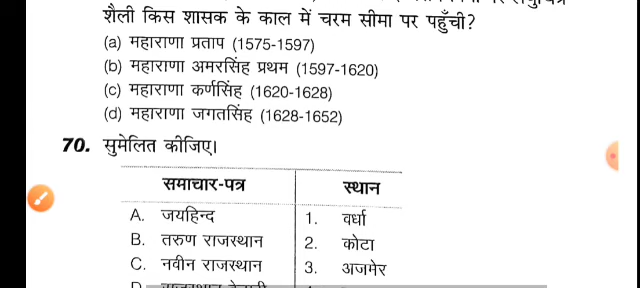 शैली किस शासक के काल में चरम सीमा पर पहुँची?
(a) महाराणा प्रताप (1575-1597)
(b) महाराणा अमरसिंह प्रथम (1597-1620)
(c) महाराणा कर्णसिंह (1620-1628)
(d) महाराणा जगतसिंह (1628-1652)
70. सुमेलित कीजिए।
समाचार-पत्र स्थान
A. जयहिन्द 1. वर्धा
B. तरुण राजस्थान 2. कोटा
C. नवीन राजस्थान 3. अजमेर